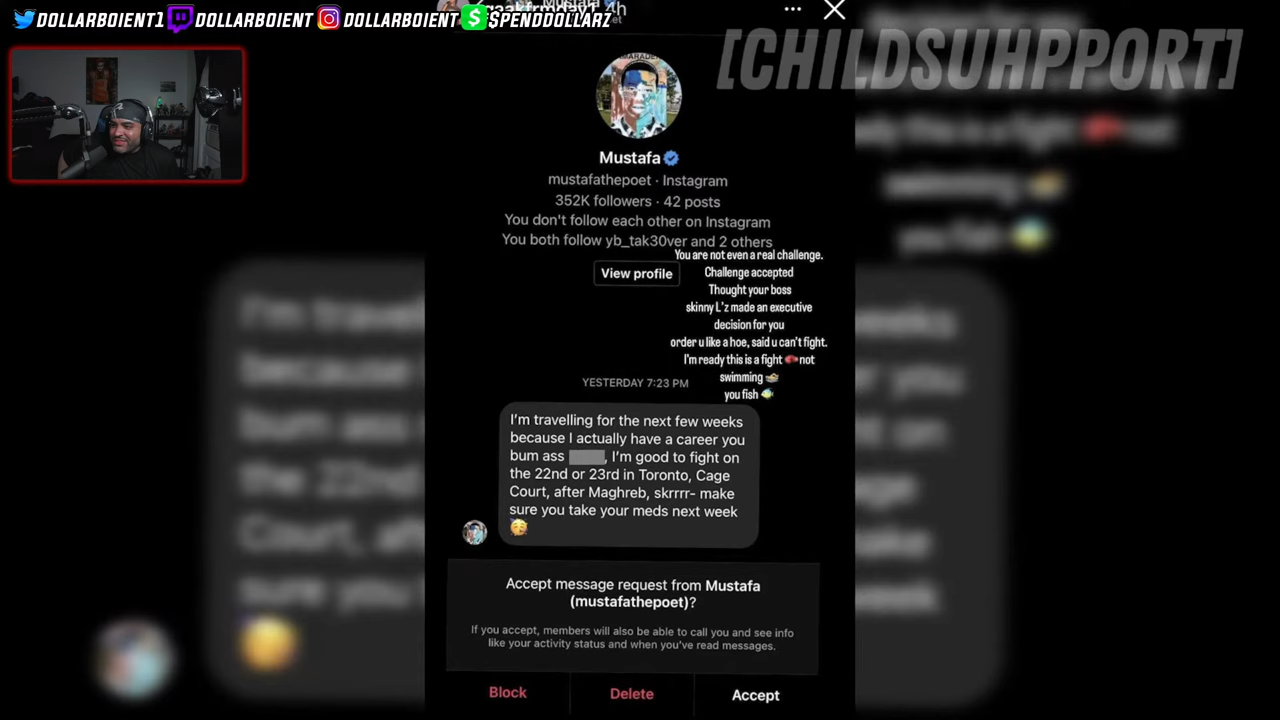 DOLLARBOIENT1 DOLLARBOIENT DOLLARBOIENT $PENDDOLLARZ
4h
[CHILDSUHPPORT]
Mustafa
mustafathepoet · Instagram
352K followers · 42 posts
You don't follow each other on Instagram
You both follow yb_tak30ver and 2 others
View profile
You are not even a real challenge.
Challenge accepted
Thought your boss
skinny L'z made an executive
decision for you
order u like a hoe, said u can't fight.
I'm ready this is a fight 🥊not
swimming 🏊
you fish 🐠
YESTERDAY 7:23 PM
I'm travelling for the next few weeks
because I actually have a career you
bum ass , I'm good to fight on
the 22nd or 23rd in Toronto, Cage
Court, after Maghreb, skrrrr- make
sure you take your meds next week
🥳
Accept message request from Mustafa
(mustafathepoet)?
If you accept, members will also be able to call you and see info
like your activity status and when you've read messages.
Block
Delete
Accept